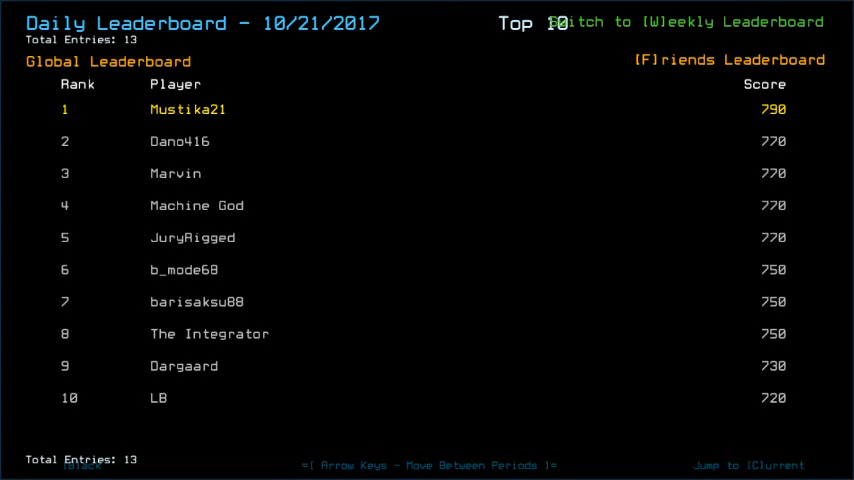 Daily Leaderboard - 10/21/2017 Top 10 Switch to [W]eekly Leaderboard
Total Entries: 13
Global Leaderboard [F]riends Leaderboard
Rank Player Score
1 Mustika21 790
2 Dano416 770
3 Marvin 770
4 Machine God 770
5 JuryRigged 770
6 b_mode68 750
7 barisaksu88 750
8 The Integrator 750
9 Dargaard 730
10 LB 720
Total Entries: 13
[B]ack =[ Arrow Keys - Move Between Periods ]= Jump to [C]urrent